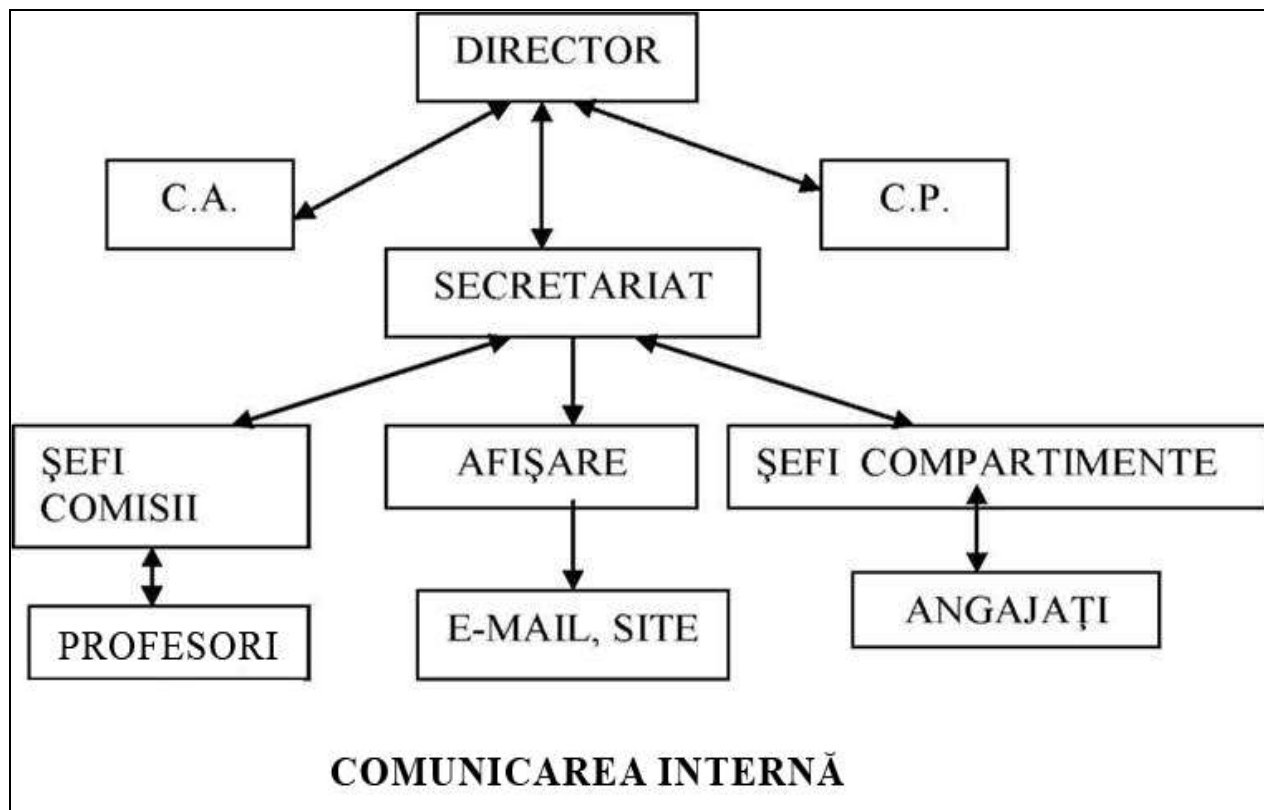 DIRECTOR
C.A.
C.P.
SECRETARIAT
ŞEFI
COMISII
AFIŞARE
ŞEFI COMPARTIMENTE
PROFESORI
E-MAIL, SITE
ANGAJAŢI
COMUNICAREA INTERNĂ